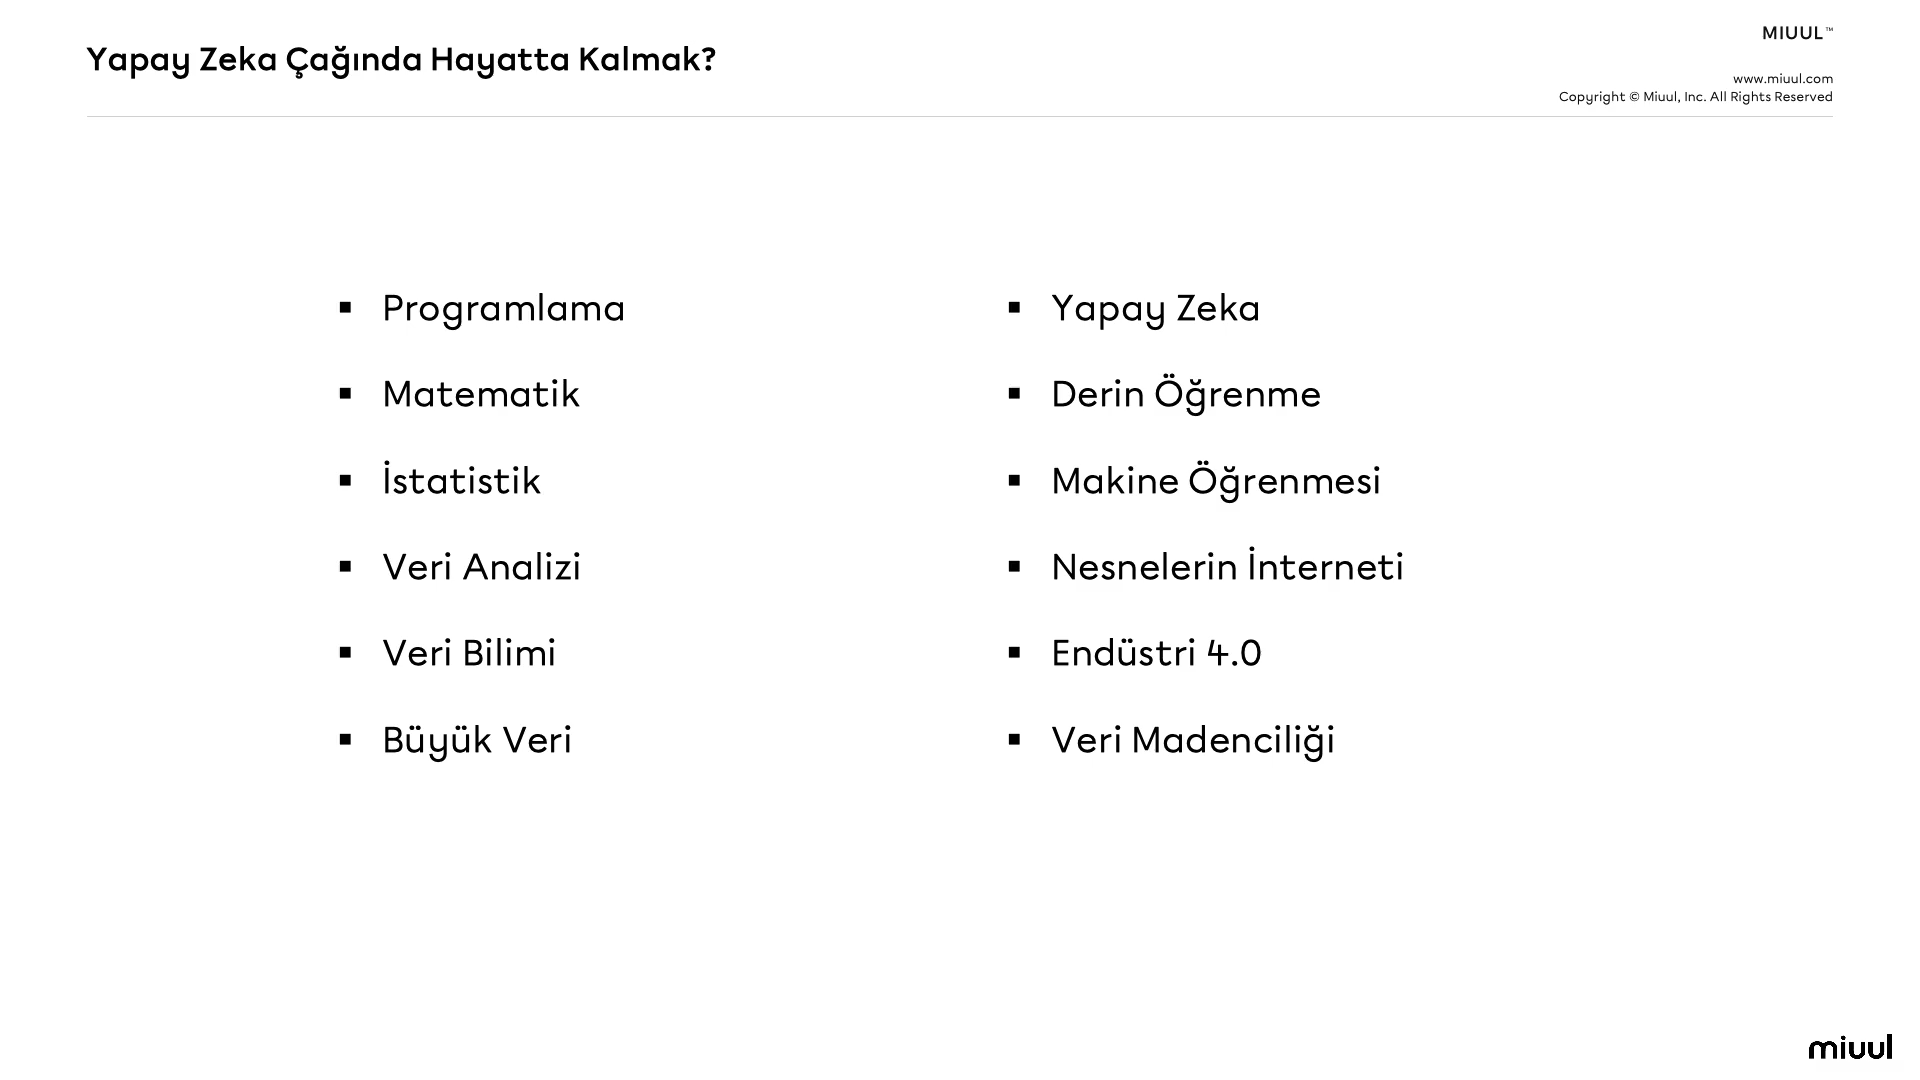 Yapay Zeka Çağında Hayatta Kalmak?
MIUUL™
www.miuul.com
Copyright © Miuul, Inc. All Rights Reserved
▪ Programlama
▪ Matematik
▪ İstatistik
▪ Veri Analizi
▪ Veri Bilimi
▪ Büyük Veri
▪ Yapay Zeka
▪ Derin Öğrenme
▪ Makine Öğrenmesi
▪ Nesnelerin İnterneti
▪ Endüstri 4.0
▪ Veri Madenciliği
miuul